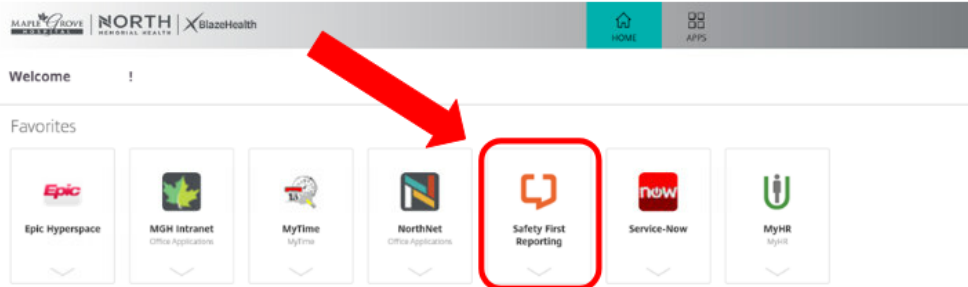 MAPLE GROVE HOSPITAL
NORTH MEMORIAL HEALTH
BlazeHealth
HOME
APPS
Welcome !
Favorites
Epic
Epic Hyperspace
MGH Intranet
Office Applications
15
MyTime
MyTime
NorthNet
Office Applications
Safety First
Reporting
now
Service-Now
MyHR
MyHR